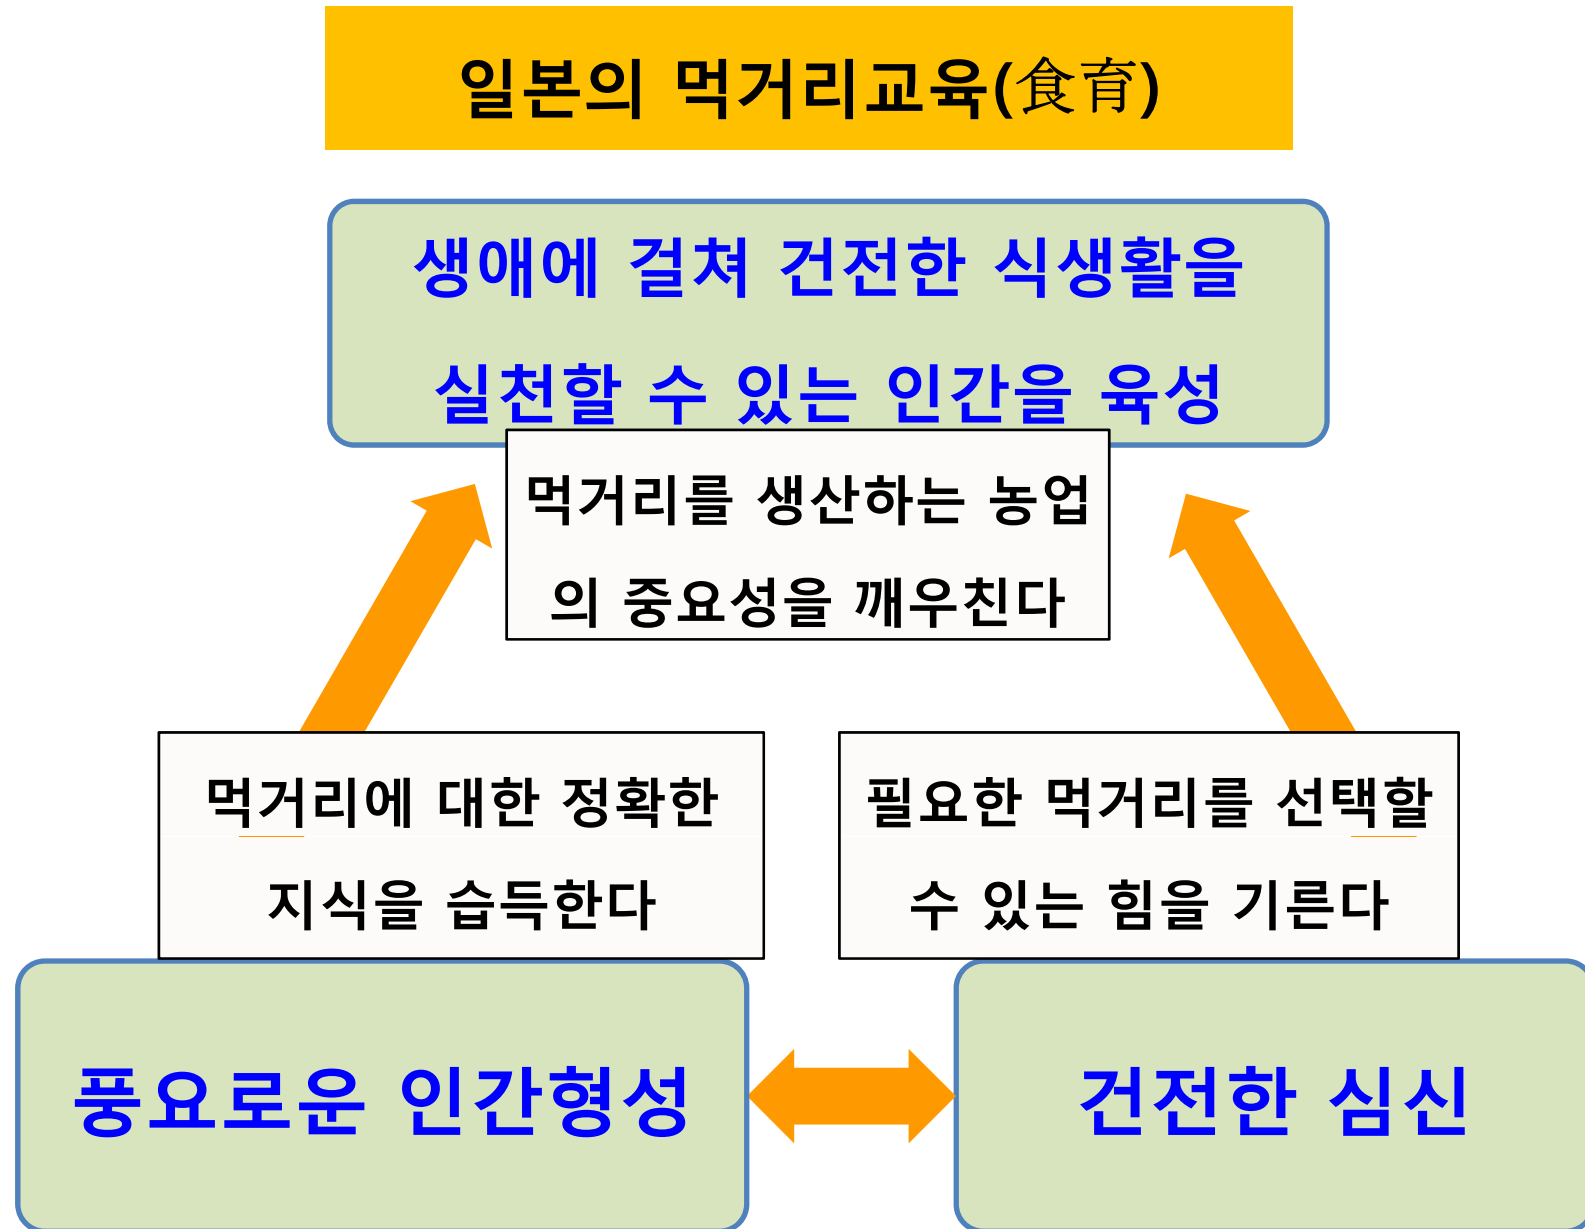 일본의 먹거리교육(食育)
생애에 걸쳐 건전한 식생활을
실천할 수 있는 인간을 육성
먹거리를 생산하는 농업
의 중요성을 깨우친다
먹거리에 대한 정확한
지식을 습득한다
필요한 먹거리를 선택할
수 있는 힘을 기른다
풍요로운 인간형성
건전한 심신